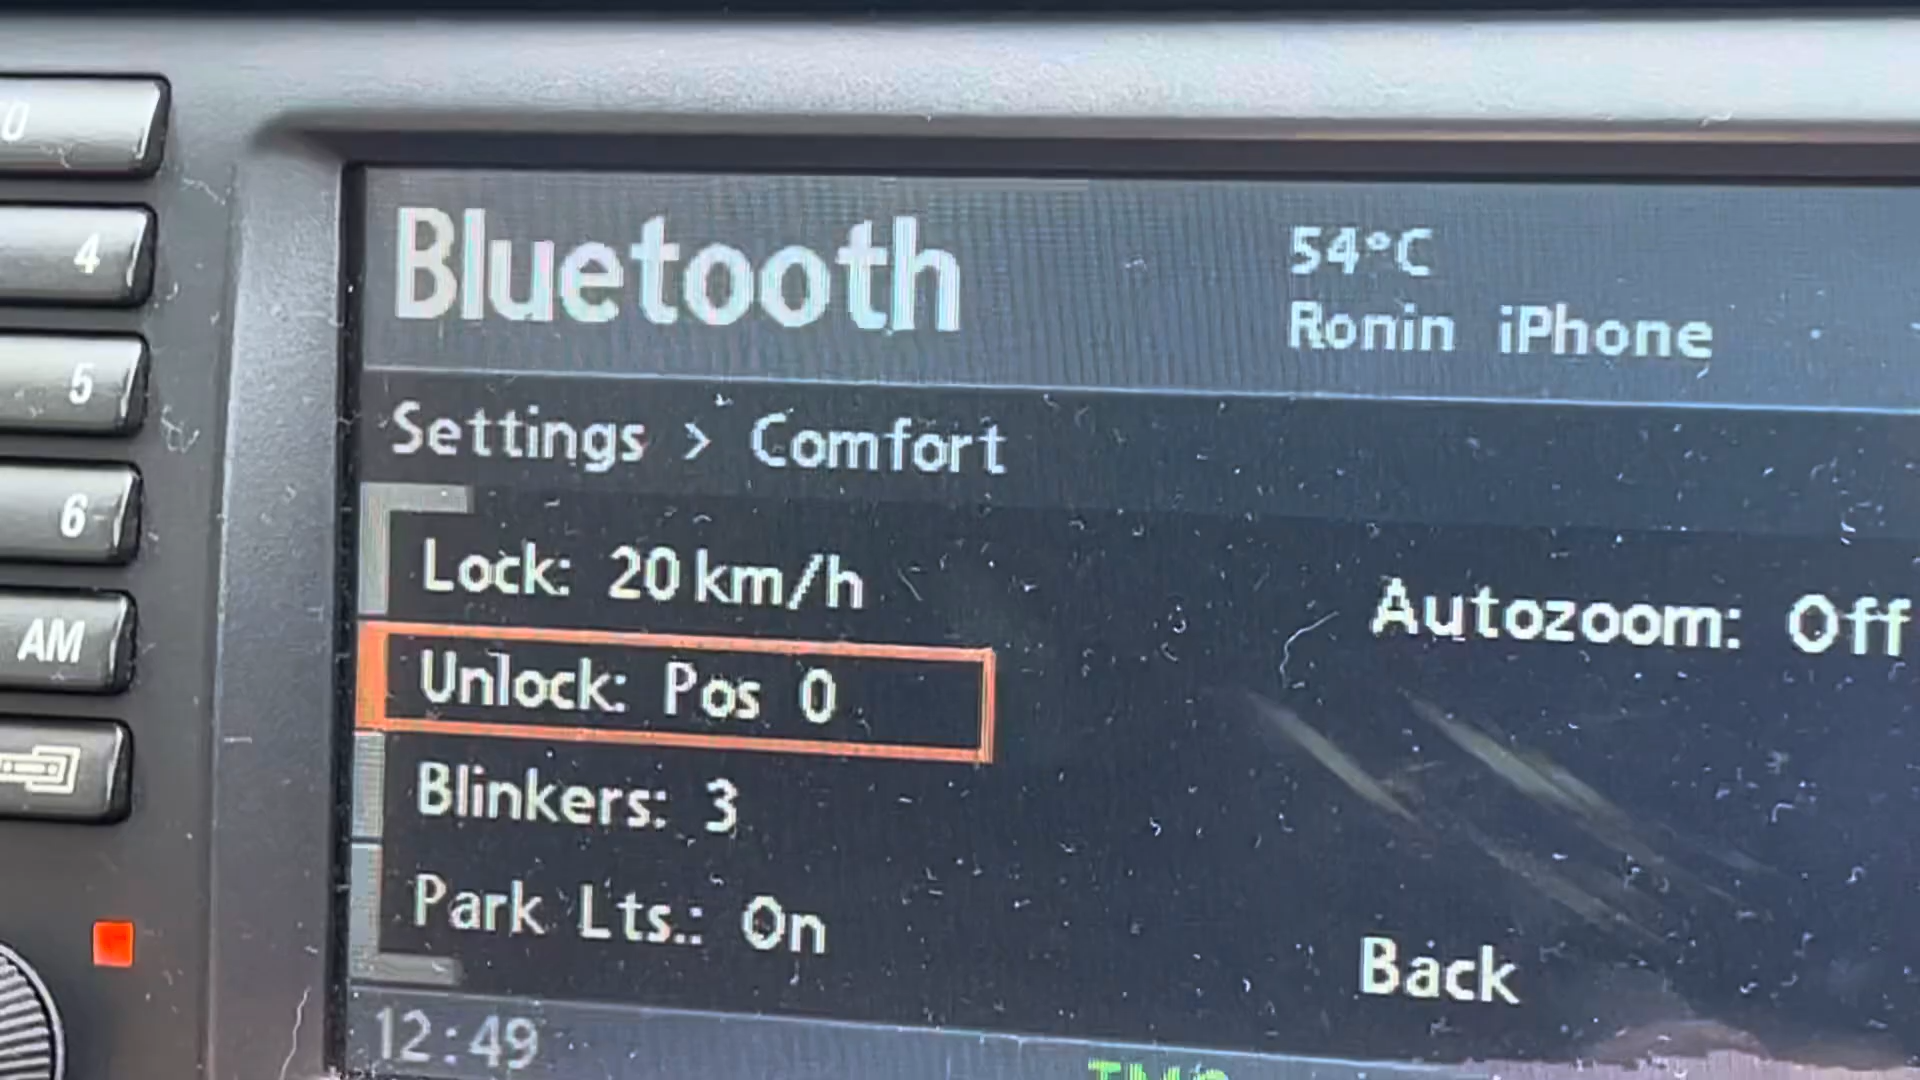 Bluetooth
54°C
Ronin iPhone
Settings > Comfort
Lock: 20 km/h
Autozoom: Off
Unlock: Pos 0
Blinkers: 3
Park Lts.: On
Back
12:49
4
5
6
AM